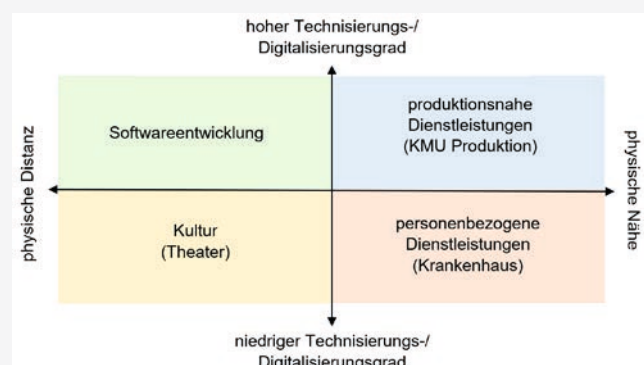 hoher Technisierungs-/
Digitalisierungsgrad
Softwareentwicklung
produktionsnahe
Dienstleistungen
(KMU Produktion)
physische Distanz
physische Nähe
Kultur
(Theater)
personenbezogene
Dienstleistungen
(Krankenhaus)
niedriger Technisierungs-/
Digitalisierungsgrad